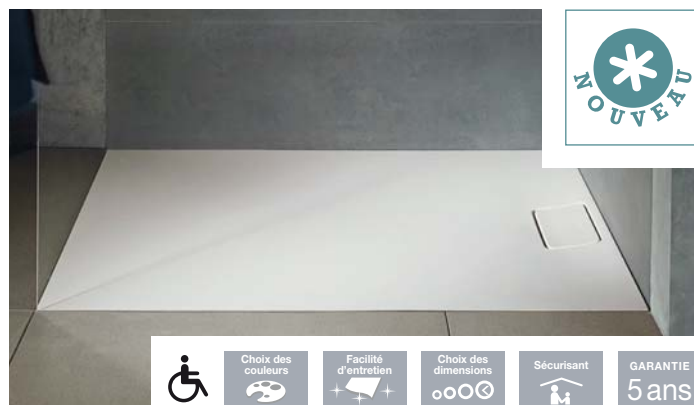 NOUVEAU
Choix des
couleurs
Facilité
d'entretien
Choix des
dimensions
Sécurisant
GARANTIE
5 ans